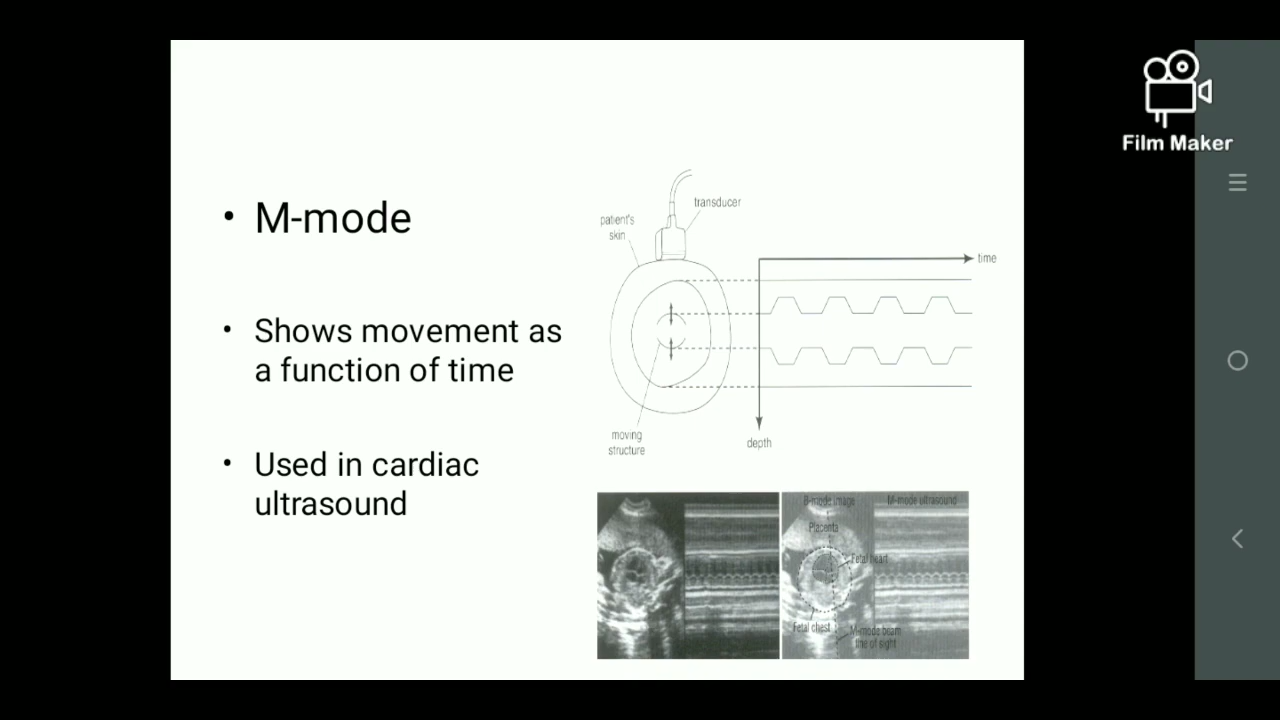 Film Maker
• M-mode
• Shows movement as
a function of time
• Used in cardiac
ultrasound
transducer
patient's
skin
time
moving
structure
depth
B-mode image
M-mode ultrasound
Placenta
Fetal heart
Fetal chest
M-mode beam
line of sight